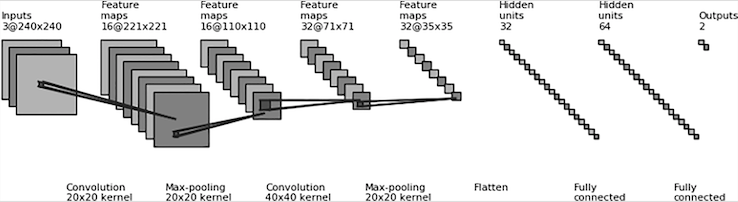 Inputs
3@240x240
Feature
maps
16@221x221
Feature
maps
16@110x110
Feature
maps
32@71x71
Feature
maps
32@35x35
Hidden
units
32
Hidden
units
64
Outputs
2
Convolution
20x20 kernel
Max-pooling
20x20 kernel
Convolution
40x40 kernel
Max-pooling
20x20 kernel
Flatten
Fully
connected
Fully
connected